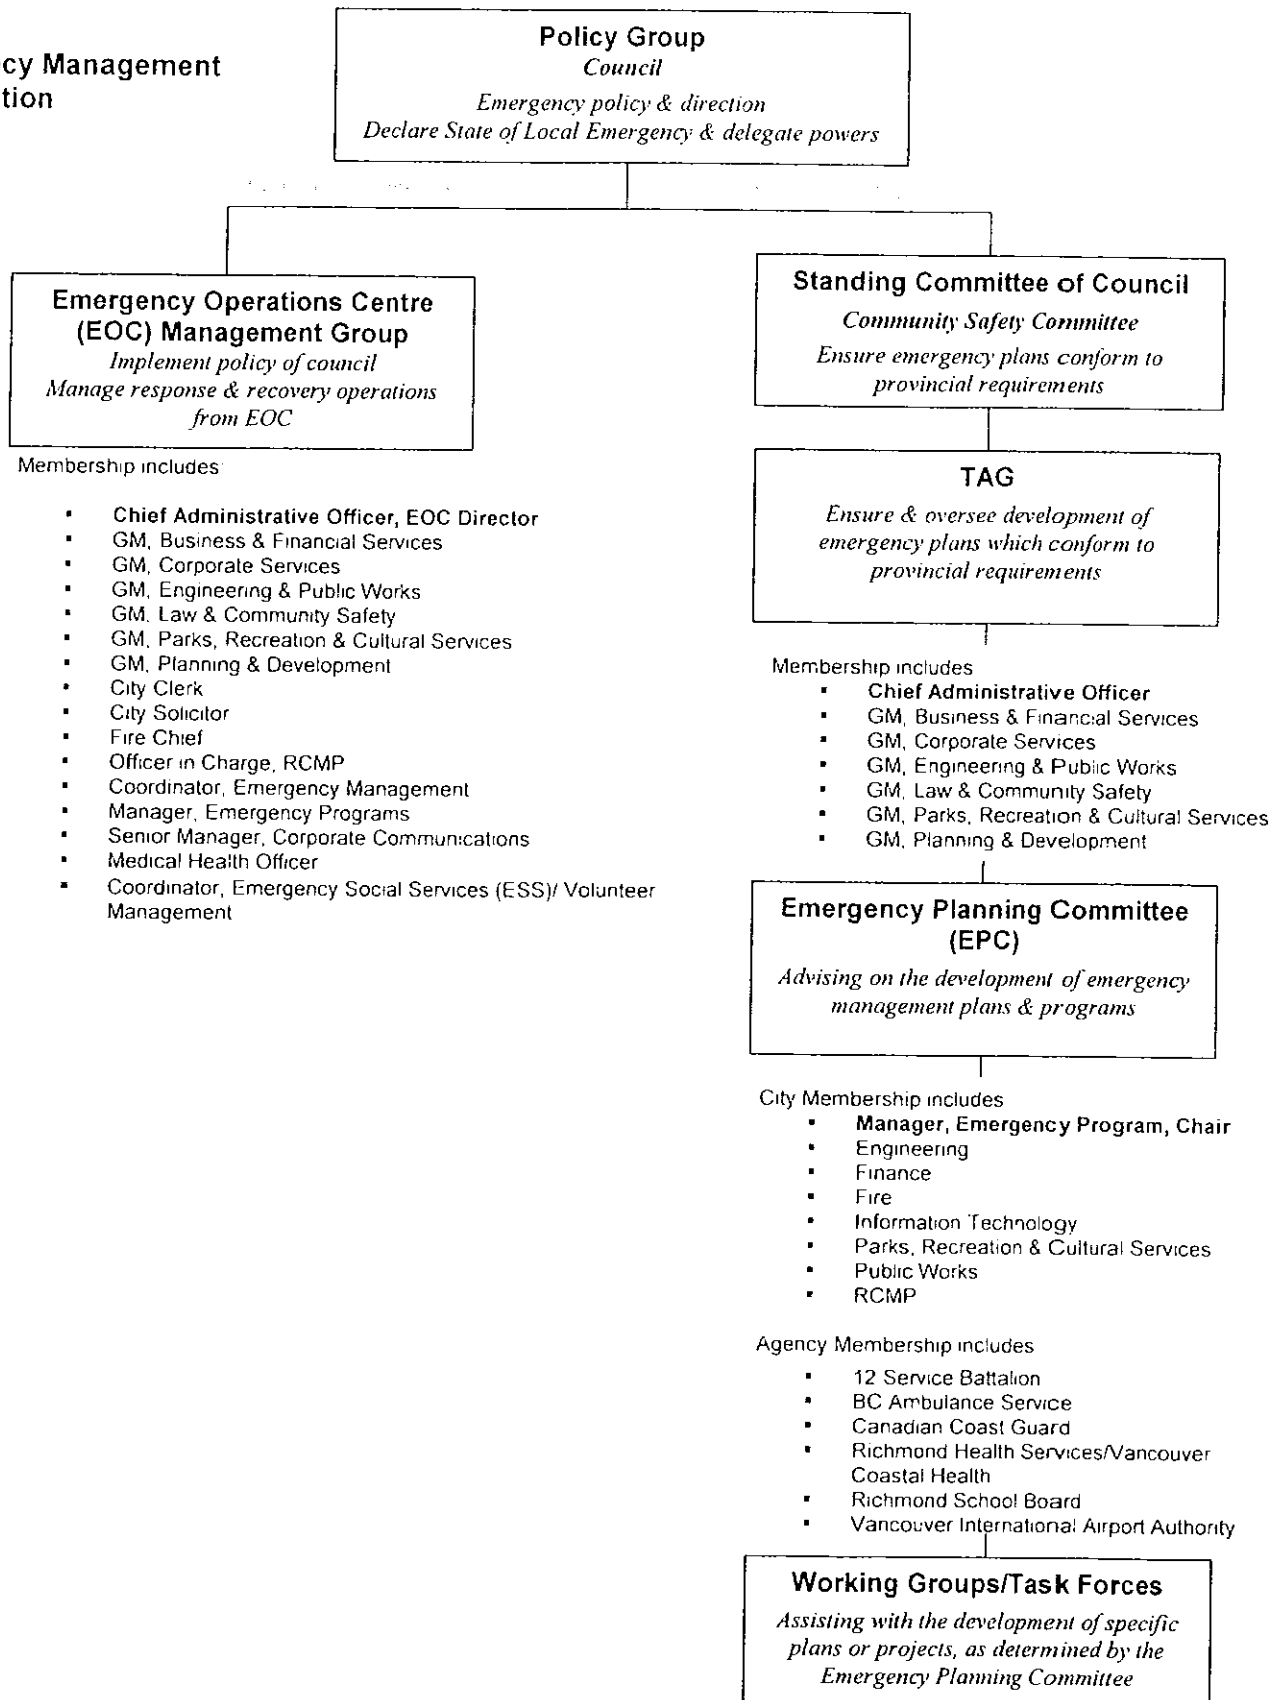 cy Management
tion
Policy Group
Council
Emergency policy & direction
Declare State of Local Emergency & delegate powers
Emergency Operations Centre
(EOC) Management Group
Implement policy of council
Manage response & recovery operations
from EOC
Membership includes
▪ Chief Administrative Officer, EOC Director
▪ GM, Business & Financial Services
▪ GM, Corporate Services
▪ GM, Engineering & Public Works
▪ GM, Law & Community Safety
▪ GM, Parks, Recreation & Cultural Services
▪ GM, Planning & Development
▪ City Clerk
▪ City Solicitor
▪ Fire Chief
▪ Officer in Charge, RCMP
▪ Coordinator, Emergency Management
▪ Manager, Emergency Programs
▪ Senior Manager, Corporate Communications
▪ Medical Health Officer
▪ Coordinator, Emergency Social Services (ESS)/ Volunteer
Management
Standing Committee of Council
Community Safety Committee
Ensure emergency plans conform to
provincial requirements
TAG
Ensure & oversee development of
emergency plans which conform to
provincial requirements
Membership includes
▪ Chief Administrative Officer
▪ GM, Business & Financial Services
▪ GM, Corporate Services
▪ GM, Engineering & Public Works
▪ GM, Law & Community Safety
▪ GM, Parks, Recreation & Cultural Services
▪ GM, Planning & Development
Emergency Planning Committee
(EPC)
Advising on the development of emergency
management plans & programs
City Membership includes
▪ Manager, Emergency Program, Chair
▪ Engineering
▪ Finance
▪ Fire
▪ Information Technology
▪ Parks, Recreation & Cultural Services
▪ Public Works
▪ RCMP
Agency Membership includes
▪ 12 Service Battalion
▪ BC Ambulance Service
▪ Canadian Coast Guard
▪ Richmond Health Services/Vancouver
Coastal Health
▪ Richmond School Board
▪ Vancouver International Airport Authority
Working Groups/Task Forces
Assisting with the development of specific
plans or projects, as determined by the
Emergency Planning Committee